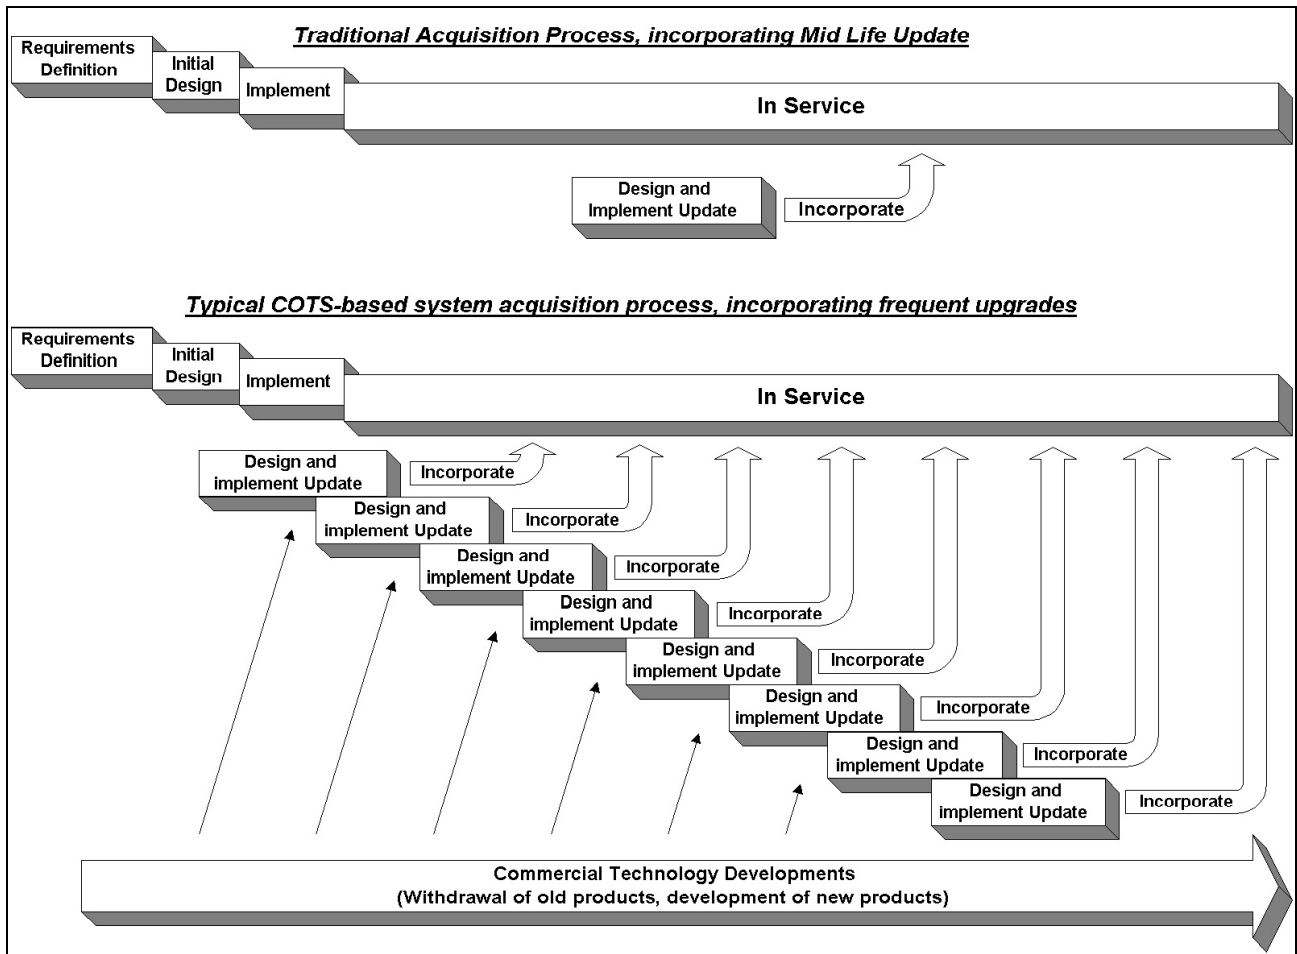 Traditional Acquisition Process, incorporating Mid Life Update
Requirements
Definition
Initial
Design
Implement
In Service
Design and
Implement Update
Incorporate
Typical COTS-based system acquisition process, incorporating frequent upgrades
Requirements
Definition
Initial
Design
Implement
In Service
Design and
implement Update
Incorporate
Design and
implement Update
Incorporate
Design and
implement Update
Incorporate
Design and
implement Update
Incorporate
Design and
implement Update
Incorporate
Design and
implement Update
Incorporate
Design and
implement Update
Incorporate
Design and
implement Update
Incorporate
Commercial Technology Developments
(Withdrawal of old products, development of new products)